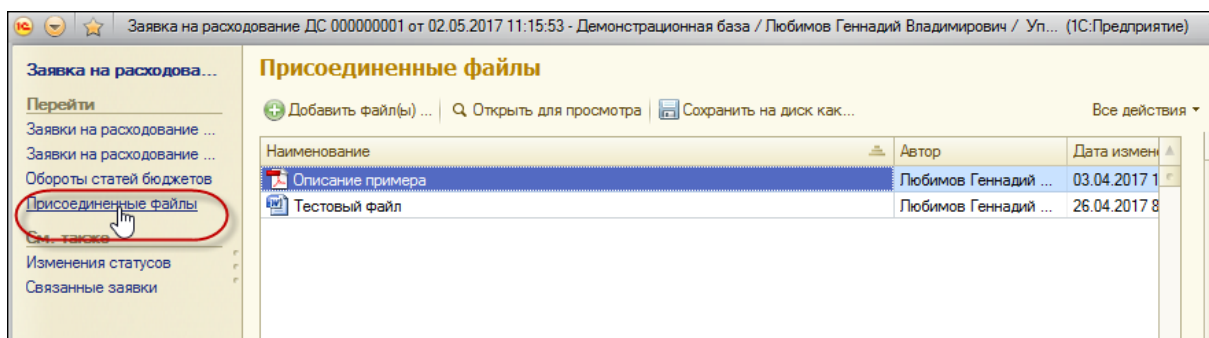 Заявка на расходование ДС 000000001 от 02.05.2017 11:15:53 - Демонстрационная база / Любимов Геннадий Владимирович / Уп... (1С:Предприятие)
Заявка на расходова...
Перейти
Заявки на расходование ...
Заявки на расходование ...
Обороты статей бюджетов
Присоединенные файлы
См. также
Изменения статусов
Связанные заявки
Присоединенные файлы
Добавить файл(ы) ... Открыть для просмотра Сохранить на диск как... Все действия
Наименование Автор Дата измен
Описание примера Любимов Геннадий ... 03.04.2017 1
Тестовый файл Любимов Геннадий ... 26.04.2017 8